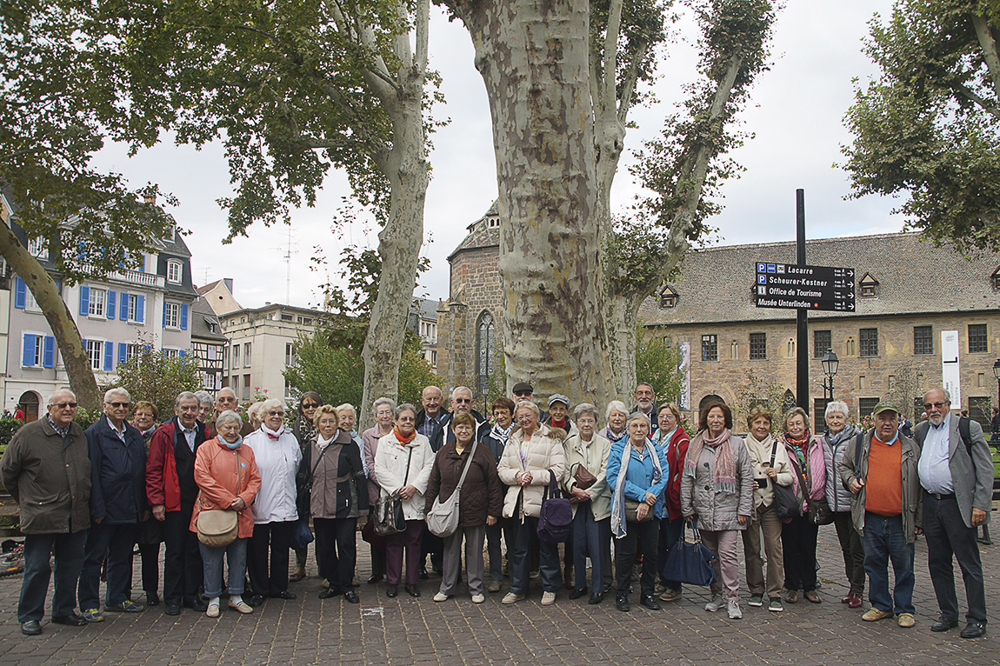 P
P Scheurer-Kestner
i Office de Tourisme
Musée Unterlinden
Lacarre